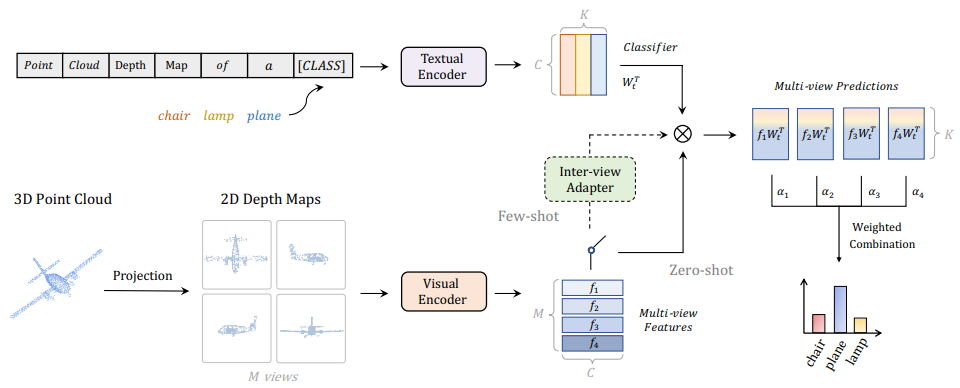 Point Cloud Depth Map of a [CLASS]
chair lamp plane
Textual
Encoder
K
C
Classifier
W_t^T
Multi-view Predictions
f_1W_t^T f_2W_t^T f_3W_t^T f_4W_t^T
K
Inter-view
Adapter
Few-shot
Zero-shot
α_1 α_2 α_3 α_4
Weighted
Combination
chair
plane
lamp
3D Point Cloud
2D Depth Maps
Projection
M views
Visual
Encoder
M
f_1
f_2
f_3
f_4
C
Multi-view
Features